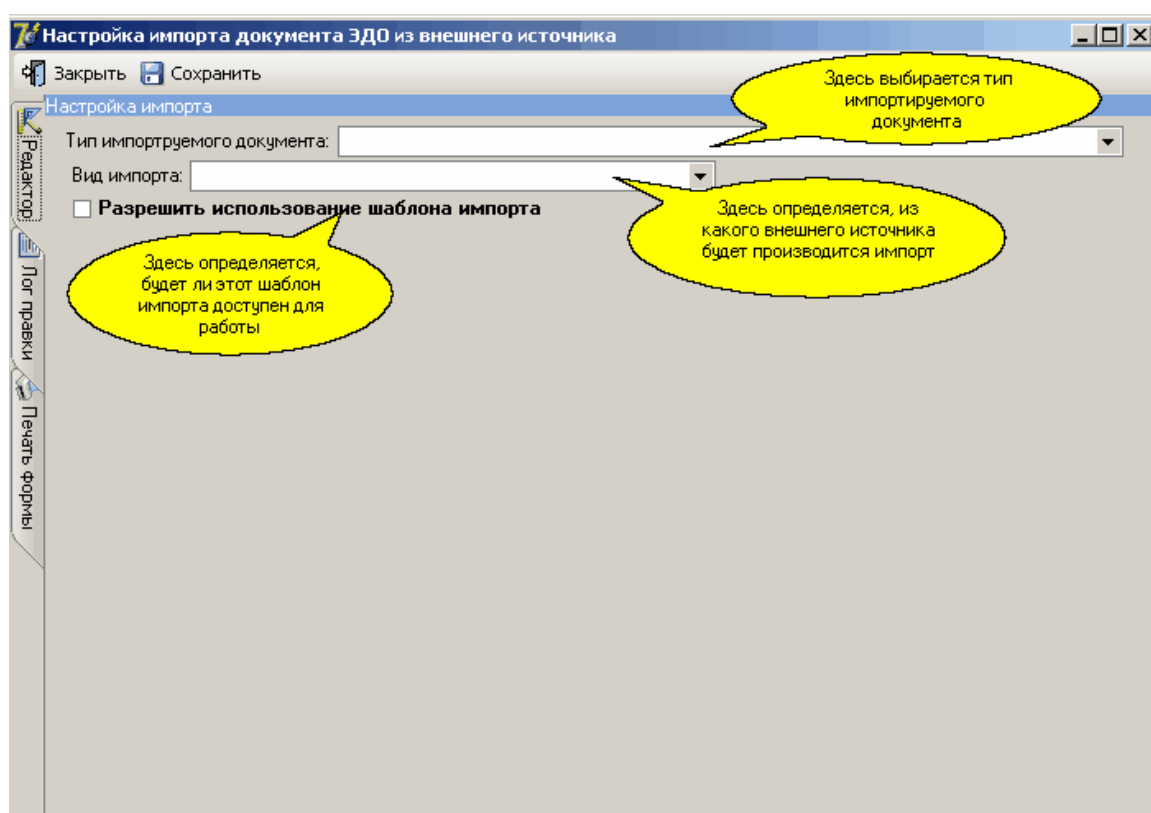 Настройка импорта документа ЭДО из внешнего источника
Закрыть Сохранить
Настройка импорта
Тип импортруемого документа:
Вид импорта:
Разрешить использование шаблона импорта
Здесь выбирается тип
импортируемого
документа
Здесь определяется, из
какого внешнего источника
будет производится импорт
Здесь определяется,
будет ли этот шаблон
импорта доступен для
работы
Редактор
Лог правки
Печать формы